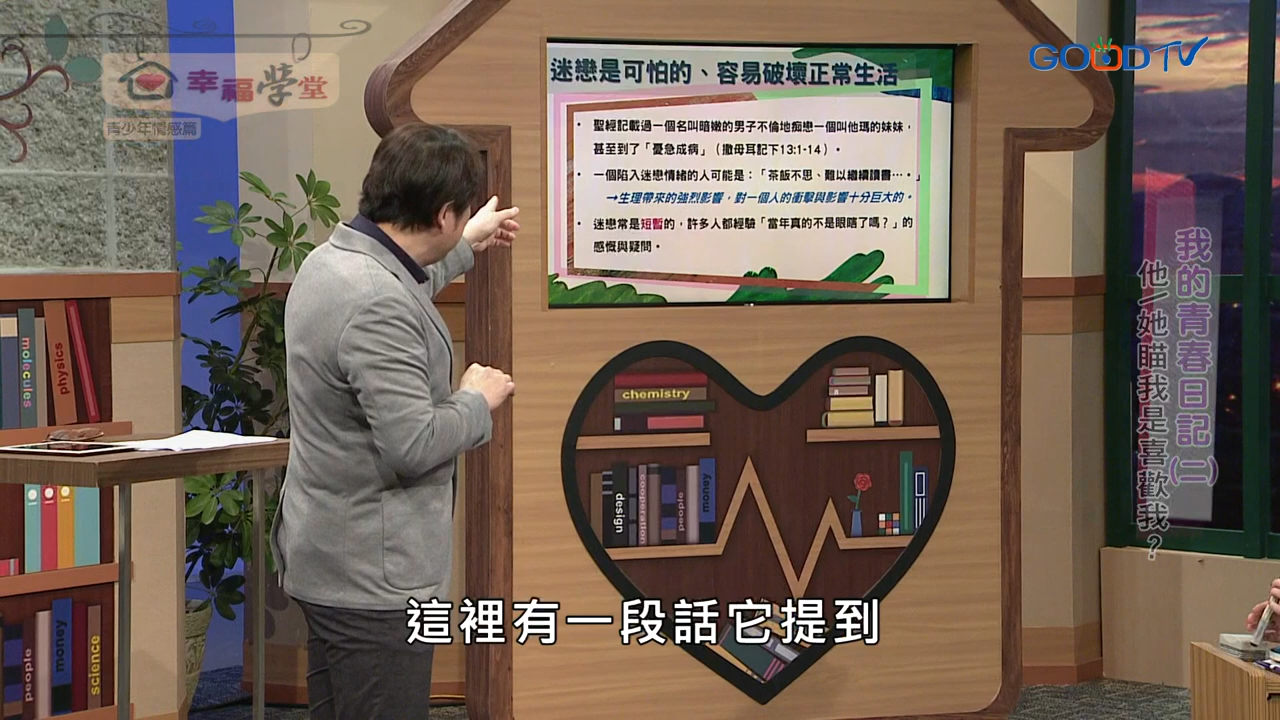 GOODTV
幸福學堂
青少年情感篇
迷戀是可怕的、容易破壞正常生活
• 聖經記載過一個名叫暗嫩的男子不倫地痴戀一個叫他瑪的妹妹，
甚至到了「憂急成病」（撒母耳記下13:1-14）。
• 一個陷入迷戀情緒的人可能是：「茶飯不思、難以繼續讀書…。」
→生理帶來的強烈影響，對一個人的衝擊與影響十分巨大的。
• 迷戀常是短暫的，許多人都經驗「當年真的不是眼瞎了嗎？」的
感慨與疑問。
我的青春日記(二)
他/她瞄我是喜歡我？
molecules
physics
chemistry
design
cooperation
people
money
people
money
science
這裡有一段話它提到